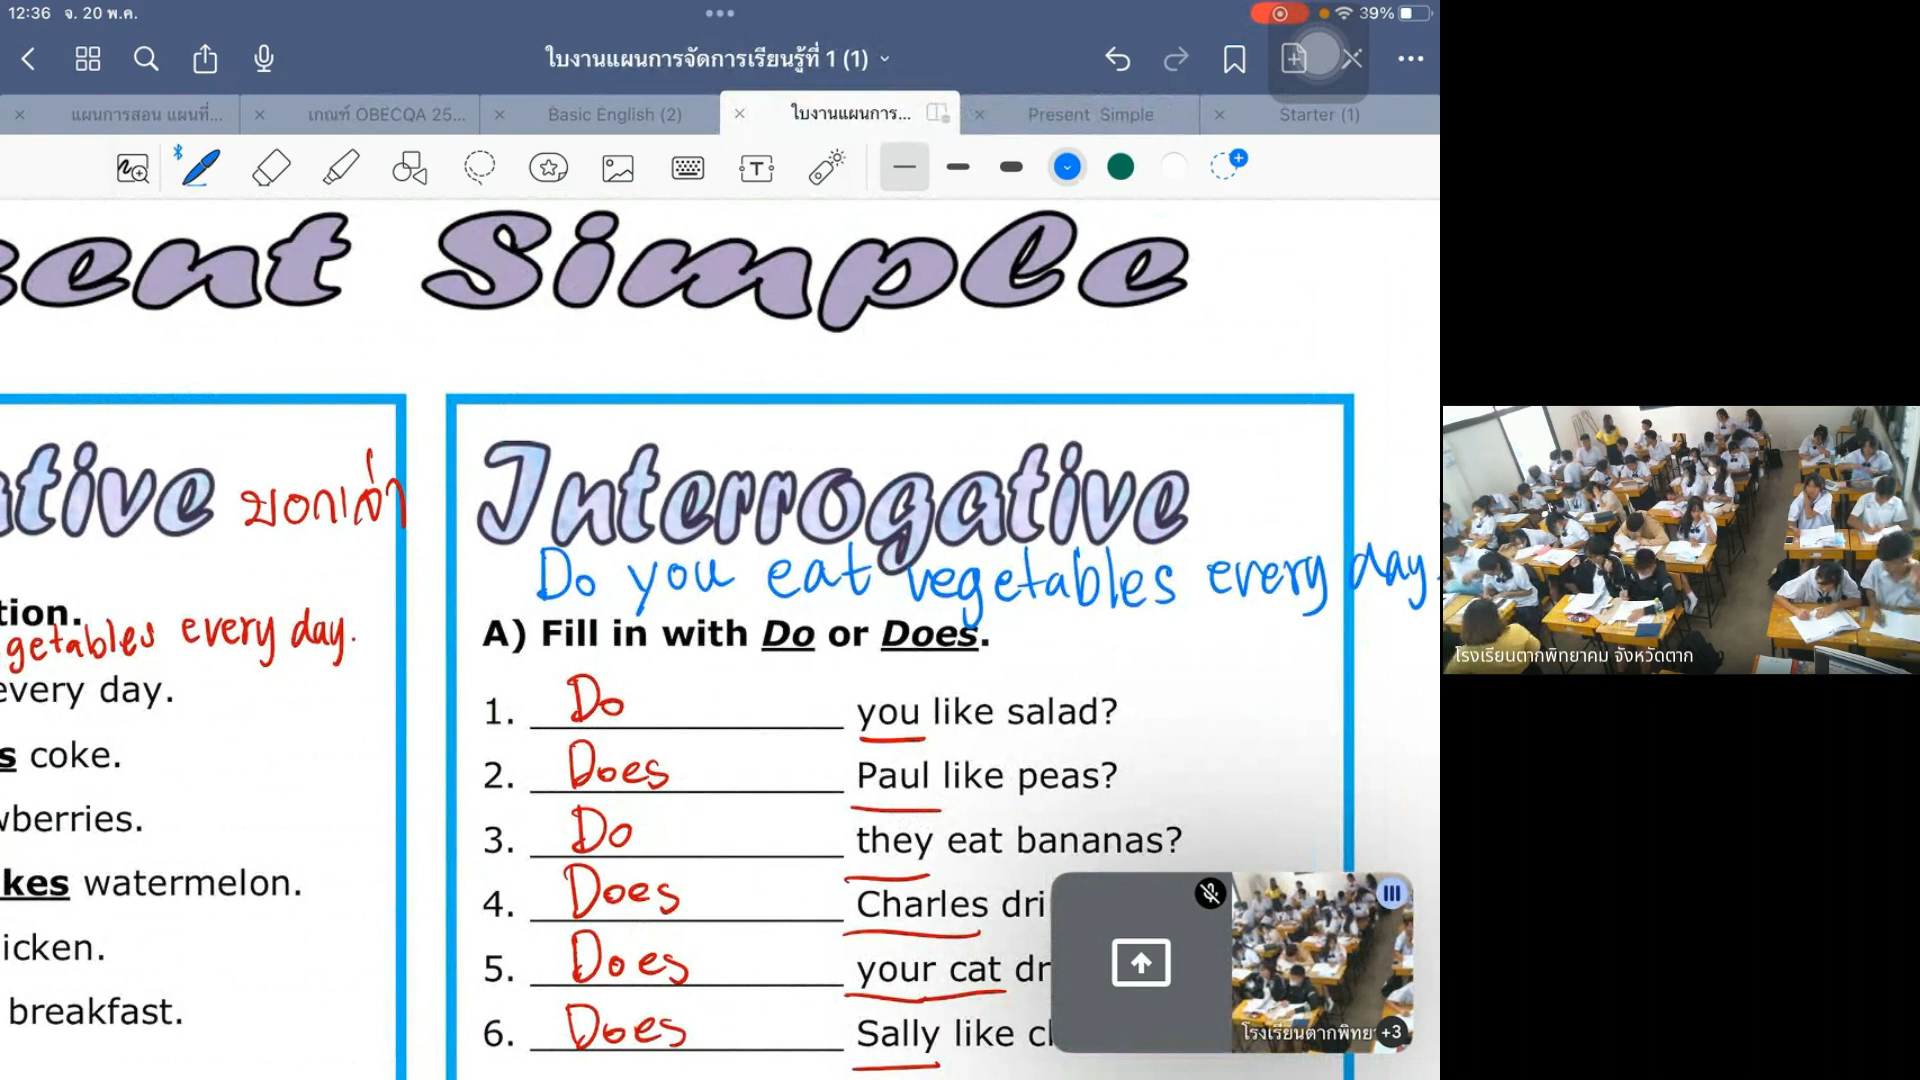 12:36 จ. 20 พ.ค.
39%
ใบงานแผนการจัดการเรียนรู้ที่ 1 (1)
แผนการสอน แผนที่...
เกณฑ์ OBECQA 25...
Basic English (2)
ใบงานแผนการ...
Present Simple
Starter (1)
sent Simple
ative บอกเล่า
Interrogative
Do you eat vegetables every day.
tion.
getables every day.
A) Fill in with Do or Does.
every day.
1. Do you like salad?
s coke.
2. Does Paul like peas?
wberries.
3. Do they eat bananas?
kes watermelon.
4. Does Charles dri
icken.
5. Does your cat dr
breakfast.
6. Does Sally like cl
โรงเรียนตากพิทยาคม จังหวัดตาก
โรงเรียนตากพิทยา +3